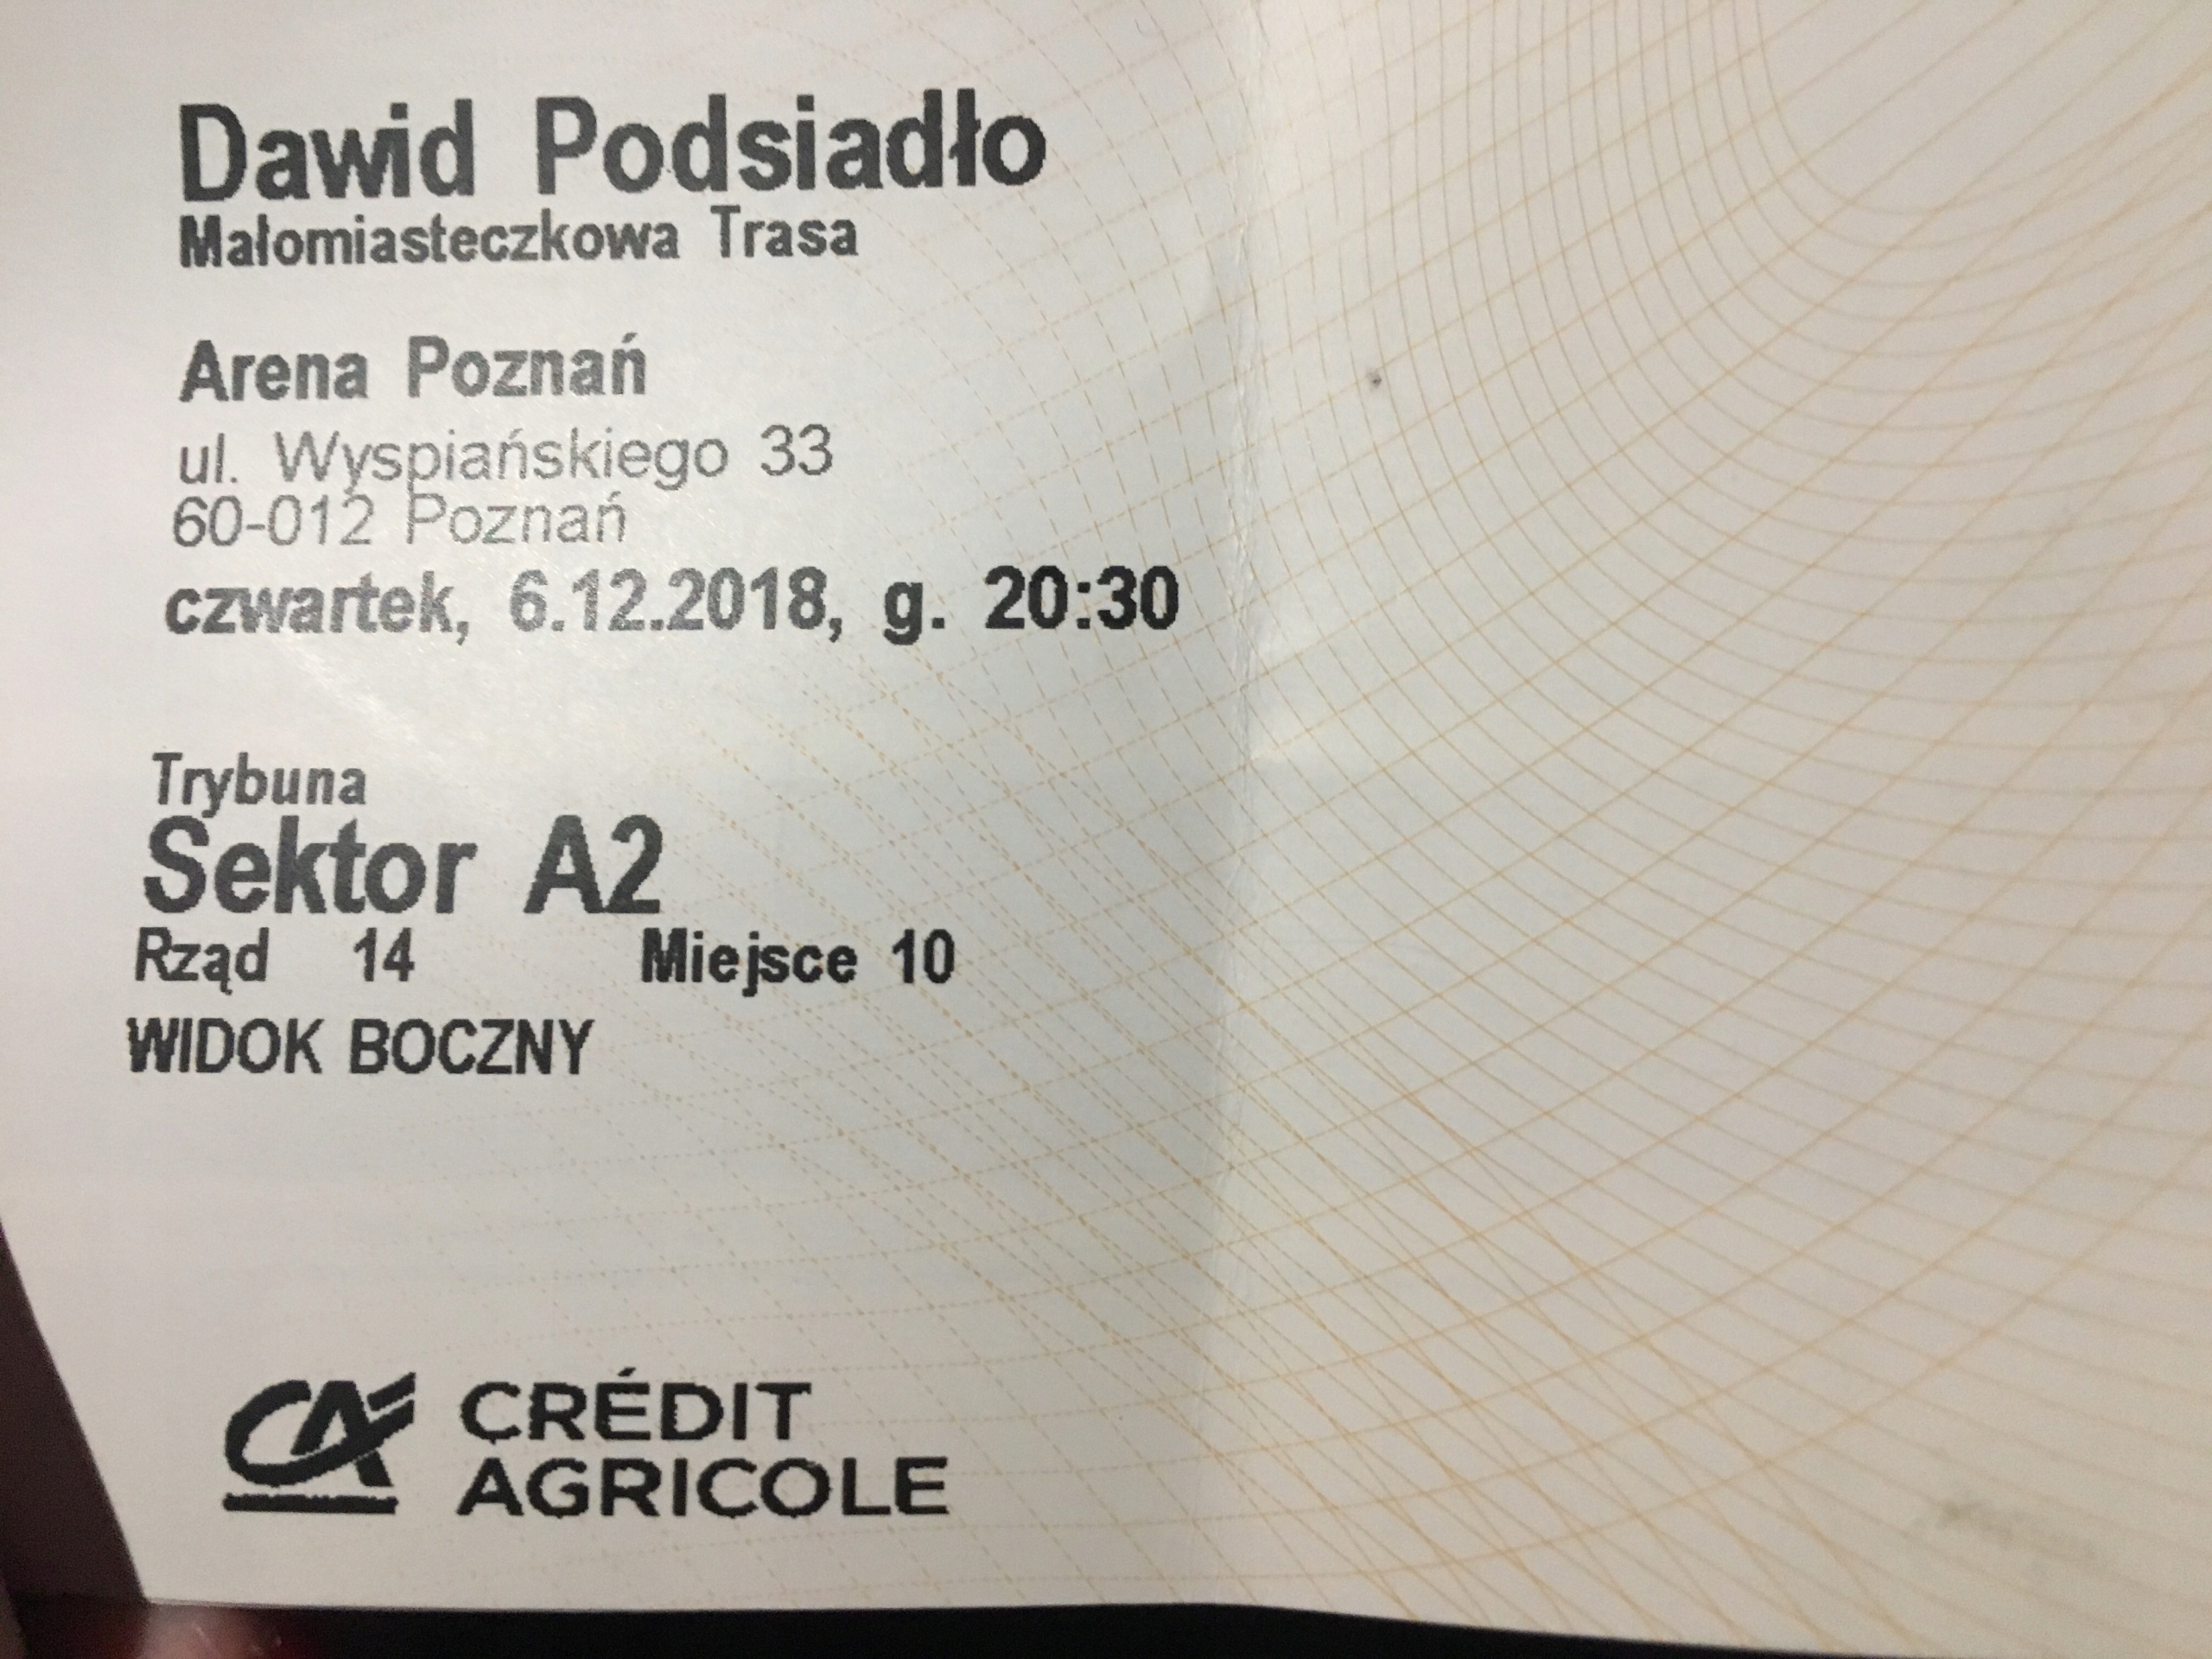 Dawid Podsiadło
Małomiasteczkowa Trasa
Arena Poznań
ul. Wyspiańskiego 33
60-012 Poznań
czwartek, 6.12.2018, g. 20:30
Trybuna
Sektor A2
Rząd 14 Miejsce 10
WIDOK BOCZNY
CA CRÉDIT
AGRICOLE